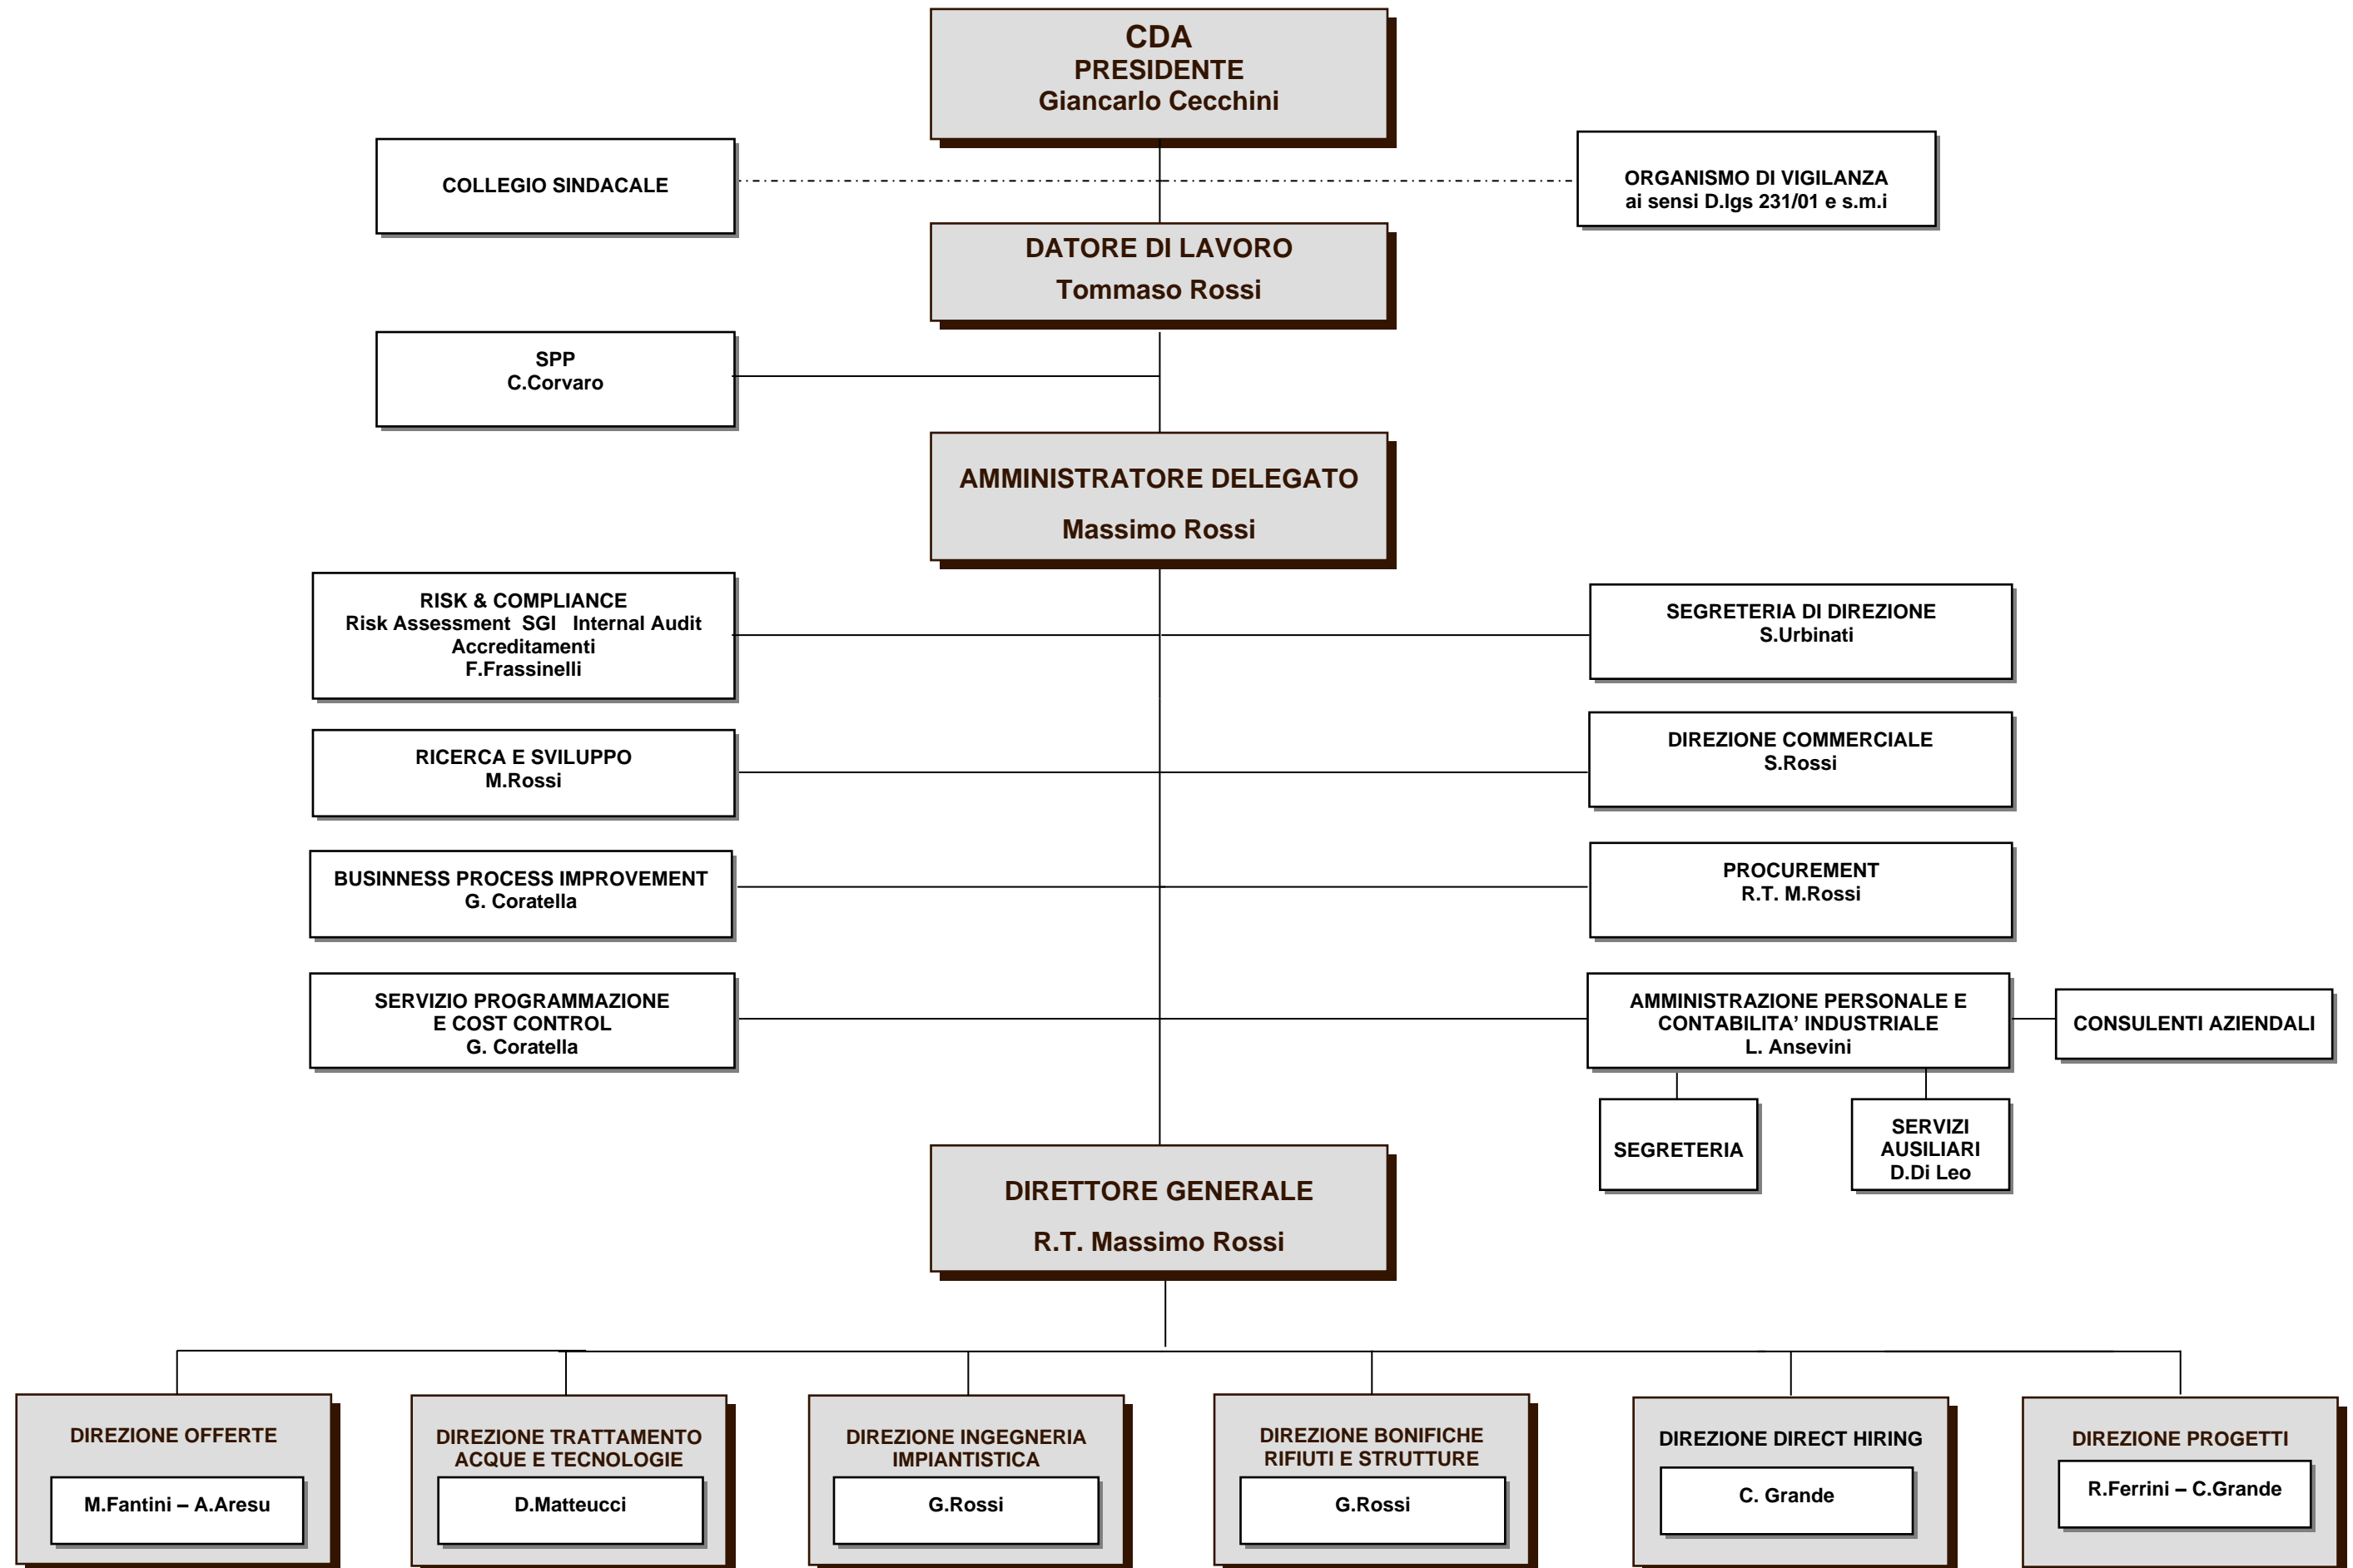 CDA
PRESIDENTE
Giancarlo Cecchini
COLLEGIO SINDACALE
ORGANISMO DI VIGILANZA
ai sensi D.lgs 231/01 e s.m.i
DATORE DI LAVORO
Tommaso Rossi
SPP
C.Corvaro
AMMINISTRATORE DELEGATO
Massimo Rossi
RISK & COMPLIANCE
Risk Assessment SGI Internal Audit
Accreditamenti
F.Frassinelli
SEGRETERIA DI DIREZIONE
S.Urbinati
RICERCA E SVILUPPO
M.Rossi
DIREZIONE COMMERCIALE
S.Rossi
BUSINNESS PROCESS IMPROVEMENT
G. Coratella
PROCUREMENT
R.T. M.Rossi
SERVIZIO PROGRAMMAZIONE
E COST CONTROL
G. Coratella
AMMINISTRAZIONE PERSONALE E
CONTABILITA’ INDUSTRIALE
L. Ansevini
CONSULENTI AZIENDALI
SEGRETERIA
SERVIZI
AUSILIARI
D.Di Leo
DIRETTORE GENERALE
R.T. Massimo Rossi
DIREZIONE OFFERTE
M.Fantini – A.Aresu
DIREZIONE TRATTAMENTO
ACQUE E TECNOLOGIE
D.Matteucci
DIREZIONE INGEGNERIA
IMPIANTISTICA
G.Rossi
DIREZIONE BONIFICHE
RIFIUTI E STRUTTURE
G.Rossi
DIREZIONE DIRECT HIRING
C. Grande
DIREZIONE PROGETTI
R.Ferrini – C.Grande